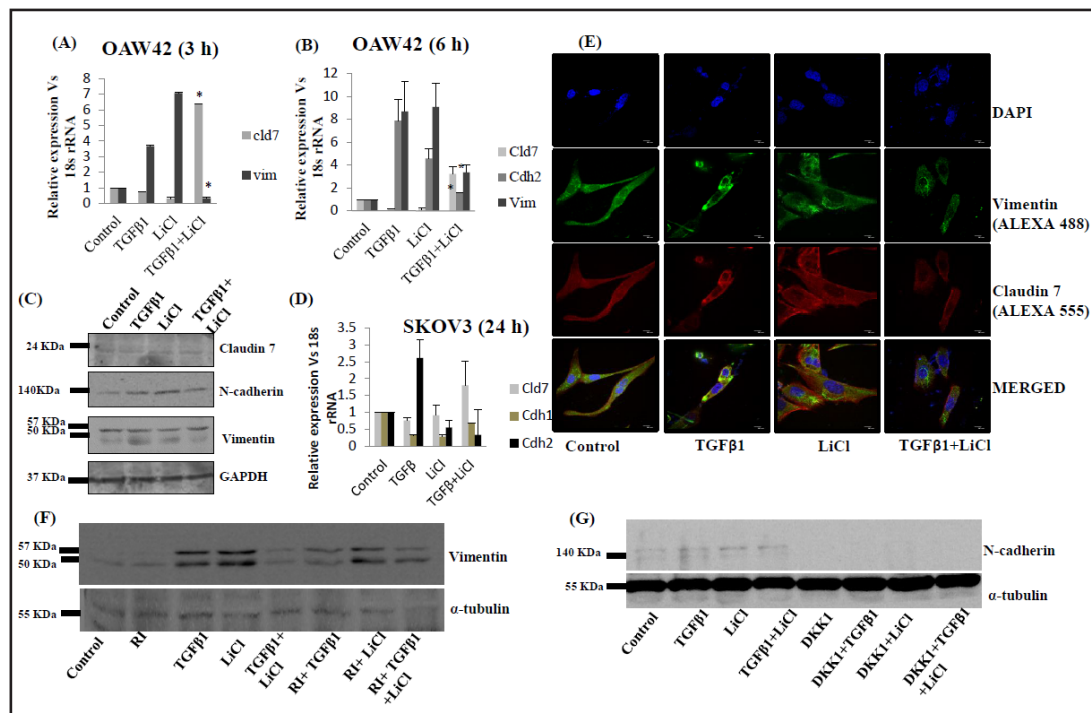 (A)
OAW42 (3 h)
Relative expression Vs
18s rRNA
8
7
6
5
4
3
2
1
0
*
*
cld7
vim
Control
TGFβ1
LiCl
TGFβ1+LiCl
(B)
OAW42 (6 h)
Relative expression Vs
18s rRNA
12
10
8
6
4
2
0
*
*
Cld7
Cdh2
Vim
Control
TGFβ1
LiCl
TGFβ1+LiCl
(C)
Control
TGFβ1
LiCl
TGFβ1+
LiCl
24 KDa
Claudin 7
140KDa
N-cadherin
57 KDa
50 KDa
Vimentin
37 KDa
GAPDH
(D)
SKOV3 (24 h)
Relative expression Vs 18s
rRNA
3.5
3
2.5
2
1.5
1
0.5
0
Cld7
Cdh1
Cdh2
Control
TGFβ
LiCl
TGFβ+LiCl
(E)
DAPI
Vimentin
(ALEXA 488)
Claudin 7
(ALEXA 555)
MERGED
Control
TGFβ1
LiCl
TGFβ1+LiCl
(F)
57 KDa
50 KDa
Vimentin
55 KDa
α-tubulin
Control
RI
TGFβ1
LiCl
TGFβ1+
LiCl
RI+ TGFβ1
RI+ LiCl
RI+ TGFβ1
+LiCl
(G)
140 KDa
N-cadherin
55 KDa
α-tubulin
Control
TGFβ1
LiCl
TGFβ1+LiCl
DKK1
DKK1+TGFβ1
DKK1+LiCl
DKK1+TGFβ1
+LiCl